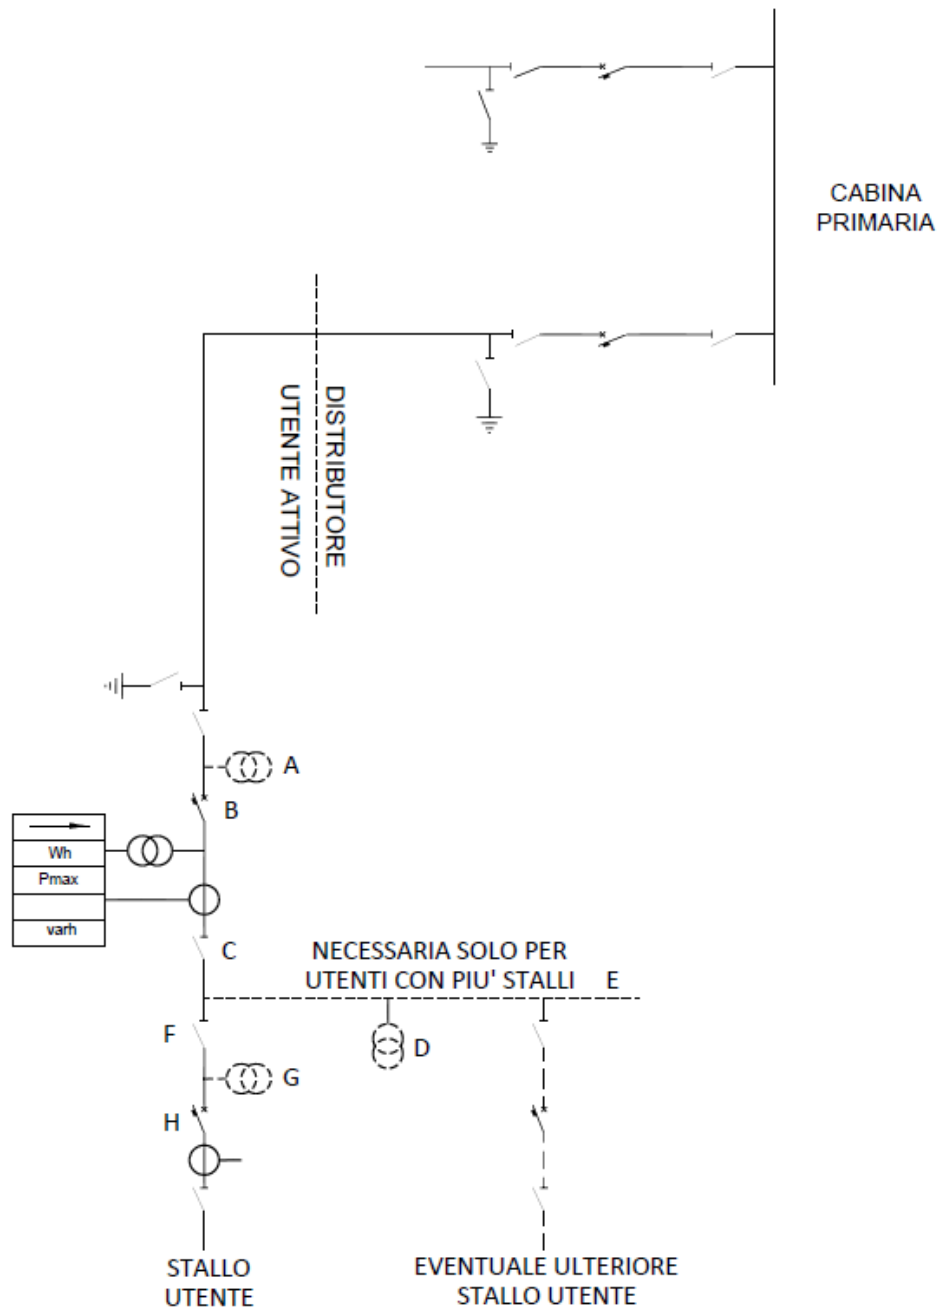 CABINA
PRIMARIA
DISTRIBUTORE
UTENTE ATTIVO
A
B
Wh
Pmax
varh
C
NECESSARIA SOLO PER
UTENTI CON PIU' STALLI E
D
F
G
H
STALLO
UTENTE
EVENTUALE ULTERIORE
STALLO UTENTE